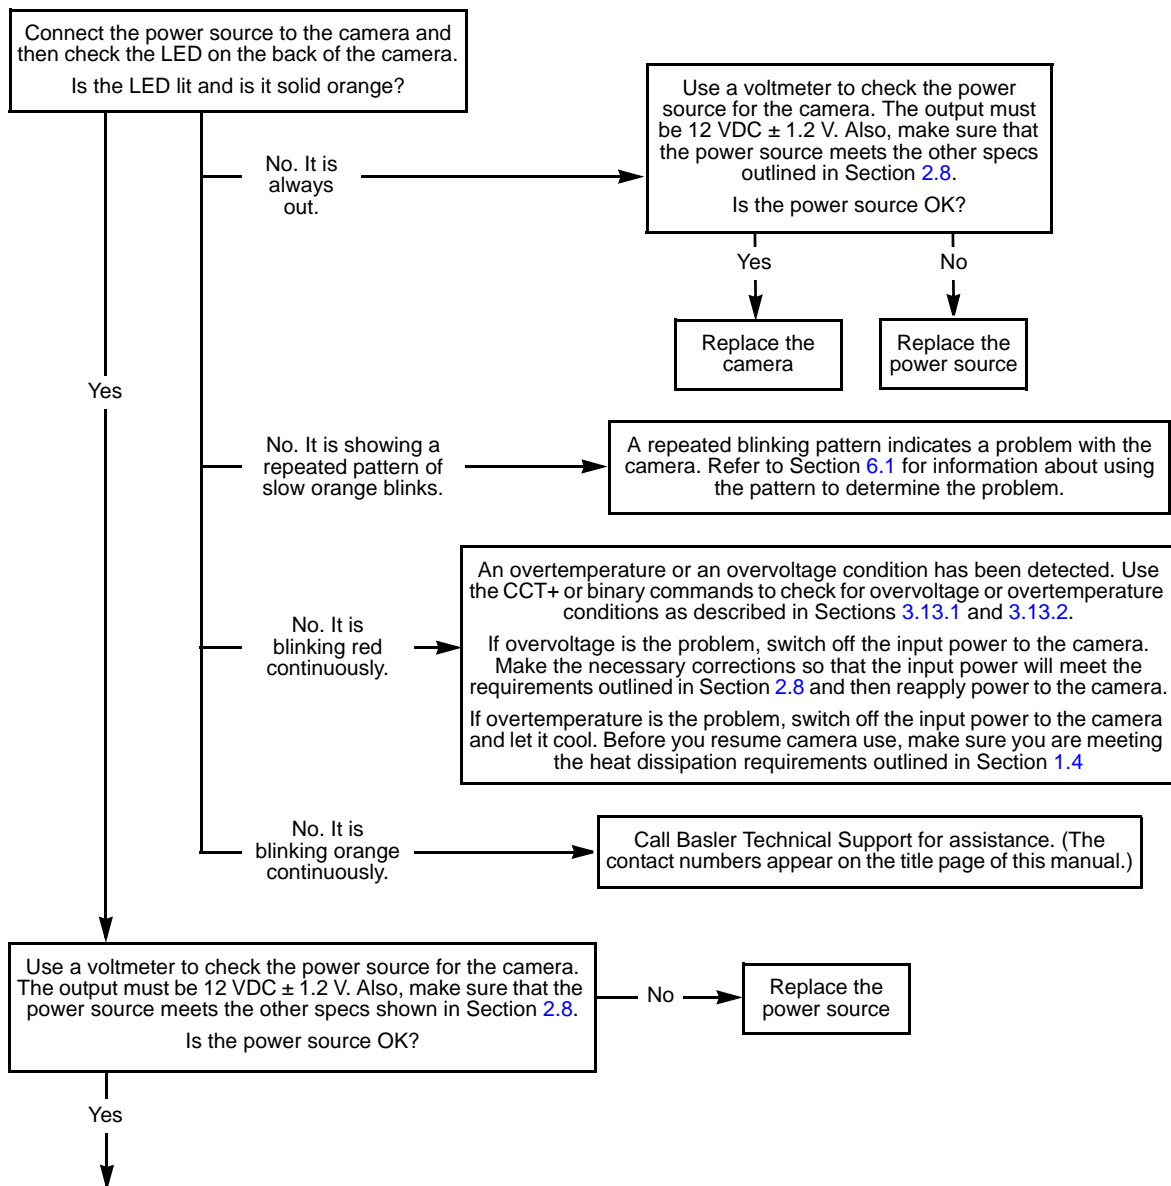 Connect the power source to the camera and
then check the LED on the back of the camera.
Is the LED lit and is it solid orange?
Use a voltmeter to check the power
source for the camera. The output must
be 12 VDC ± 1.2 V. Also, make sure that
the power source meets the other specs
outlined in Section 2.8.
Is the power source OK?
No. It is
always
out.
Yes
No
Replace the
camera
Replace the
power source
Yes
No. It is showing a
repeated pattern of
slow orange blinks.
A repeated blinking pattern indicates a problem with the
camera. Refer to Section 6.1 for information about using
the pattern to determine the problem.
No. It is
blinking red
continuously.
An overtemperature or an overvoltage condition has been detected. Use
the CCT+ or binary commands to check for overvoltage or overtemperature
conditions as described in Sections 3.13.1 and 3.13.2.
If overvoltage is the problem, switch off the input power to the camera.
Make the necessary corrections so that the input power will meet the
requirements outlined in Section 2.8 and then reapply power to the camera.
If overtemperature is the problem, switch off the input power to the camera
and let it cool. Before you resume camera use, make sure you are meeting
the heat dissipation requirements outlined in Section 1.4
No. It is
blinking orange
continuously.
Call Basler Technical Support for assistance. (The
contact numbers appear on the title page of this manual.)
Use a voltmeter to check the power source for the camera.
The output must be 12 VDC ± 1.2 V. Also, make sure that the
power source meets the other specs shown in Section 2.8.
Is the power source OK?
No
Replace the
power source
Yes